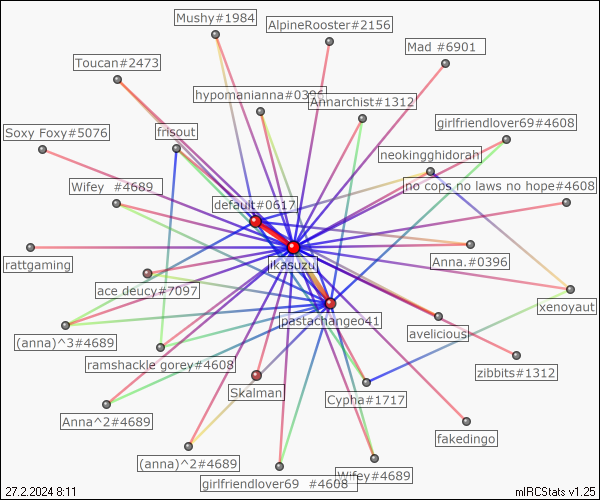 Mushy#1984
AlpineRooster#2156
Mad #6901
Toucan#2473
hypomanianna#0396
Annarchist#1312
girlfriendlover69#4608
Soxy Foxy#5076
frisout
neokingghidorah
Wifey  #4689
no cops no laws no hope#4608
default#0617
rattgaming
ikasuzu
Anna.#0396
ace deucy#7097
pastachangeo41
xenoyaut
(anna)^3#4689
avelicious
ramshackle gorey#4608
zibbits#1312
Skalman
Cypha#1717
Anna^2#4689
fakedingo
(anna)^2#4689
Wifey#4689
girlfriendlover69  #4608
27.2.2024 8:11
mIRCStats v1.25